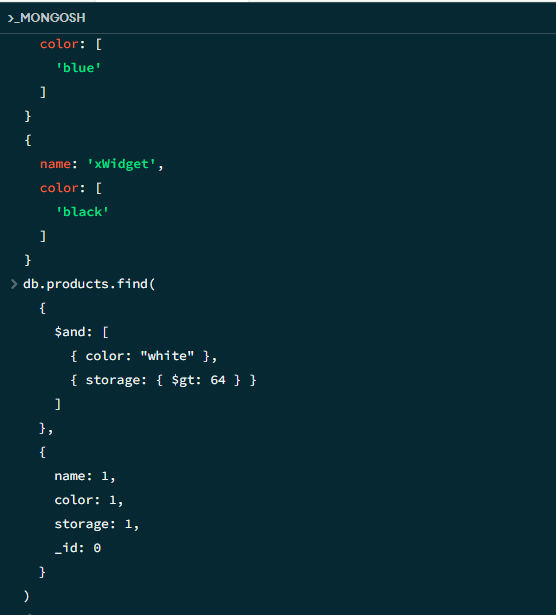 >_MONGOSH
color: [
'blue'
]
}
{
name: 'xWidget',
color: [
'black'
]
}
> db.products.find(
{
$and: [
{ color: "white" },
{ storage: { $gt: 64 } }
]
},
{
name: 1,
color: 1,
storage: 1,
_id: 0
}
)